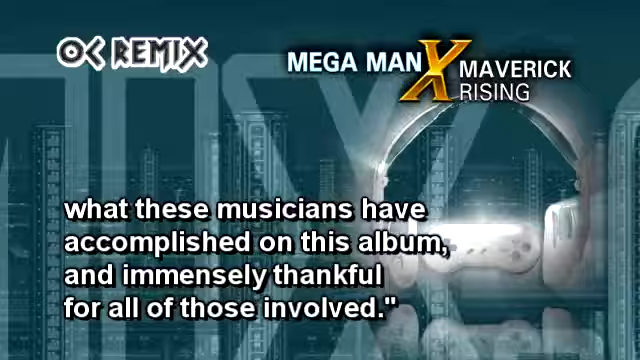 OC REMIX
MEGA MAN X MAVERICK
RISING
what these musicians have
accomplished on this album,
and immensely thankful
for all of those involved."